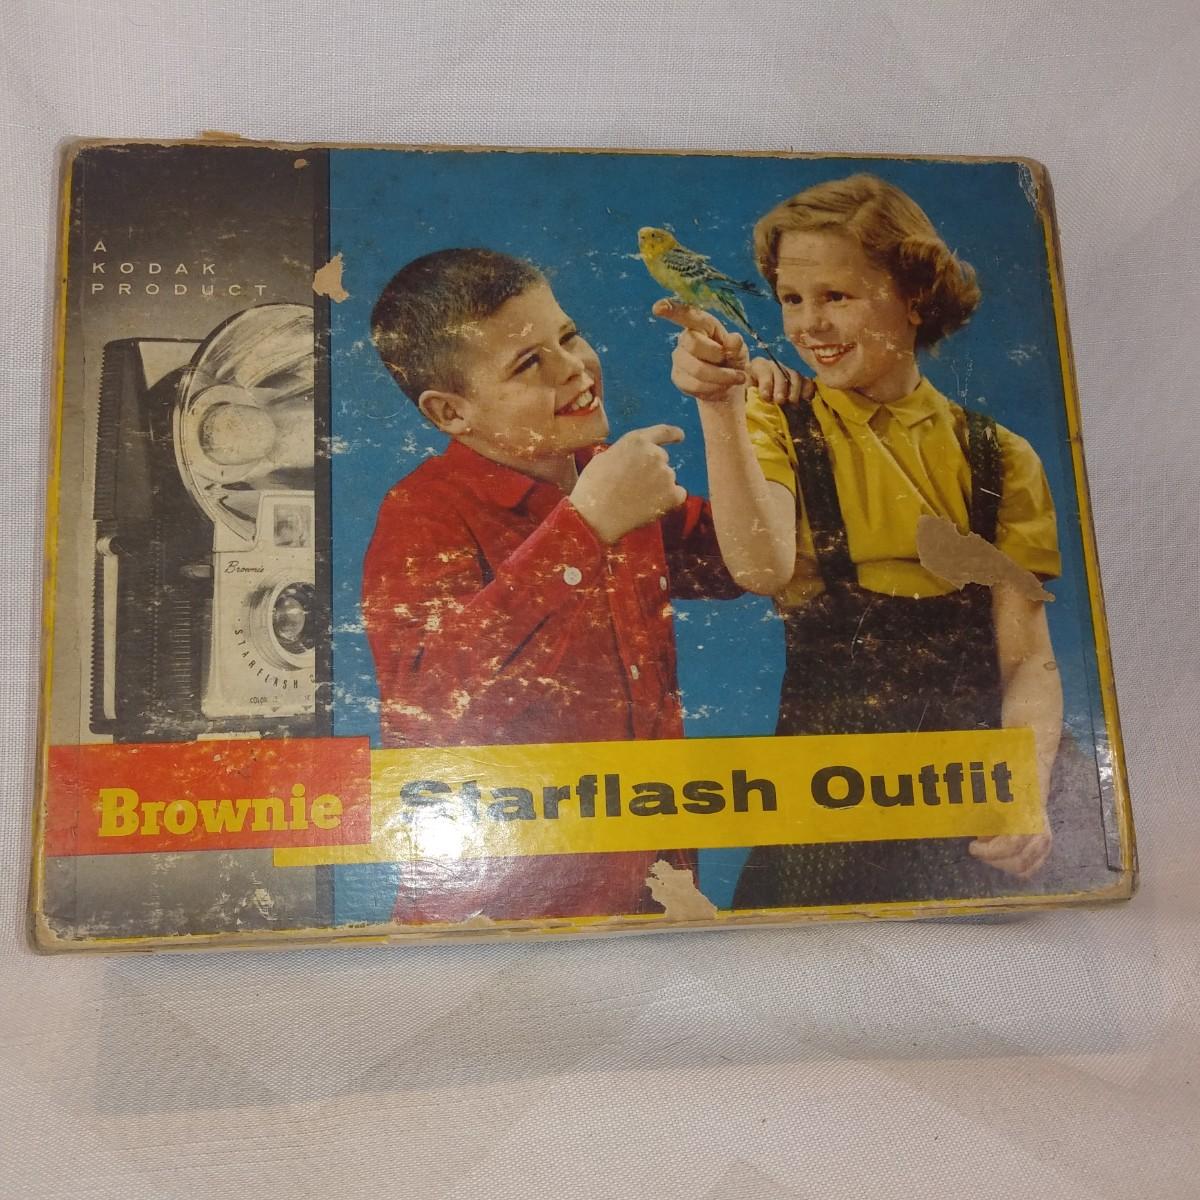 A
KODAK
PRODUCT
Brownie
STARFLASH
Brownie Starflash Outfit